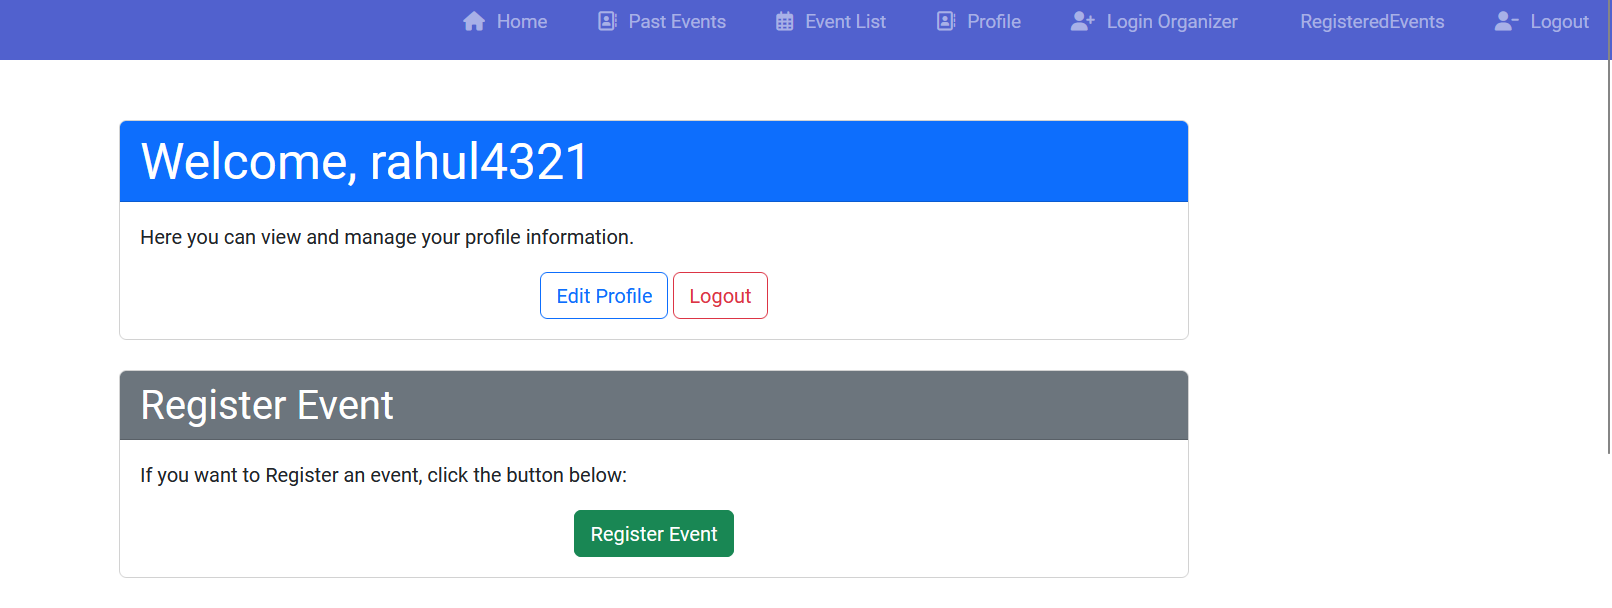 Home Past Events Event List Profile Login Organizer RegisteredEvents Logout
Welcome, rahul4321
Here you can view and manage your profile information.
Edit Profile Logout
Register Event
If you want to Register an event, click the button below:
Register Event